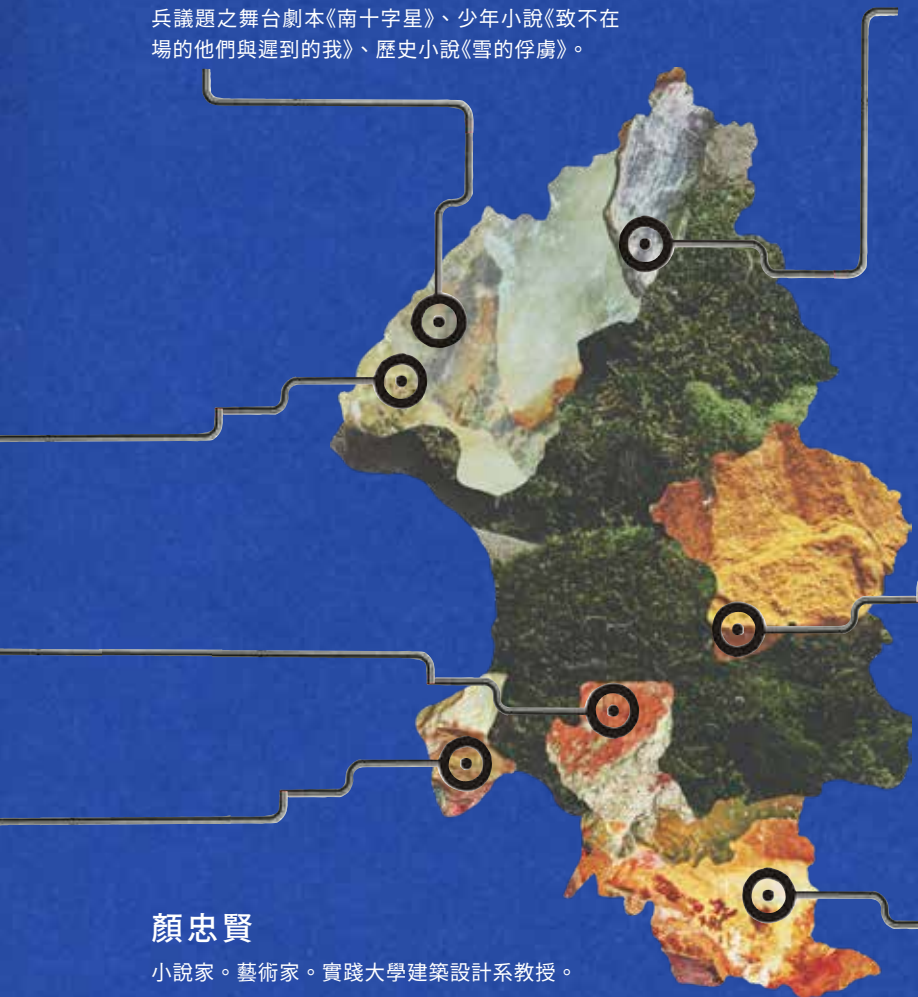 兵議題之舞台劇本《南十字星》、少年小說《致不在
場的他們與遲到的我》、歷史小說《雪的俘虜》。
顏忠賢
小說家。藝術家。實踐大學建築設計系教授。